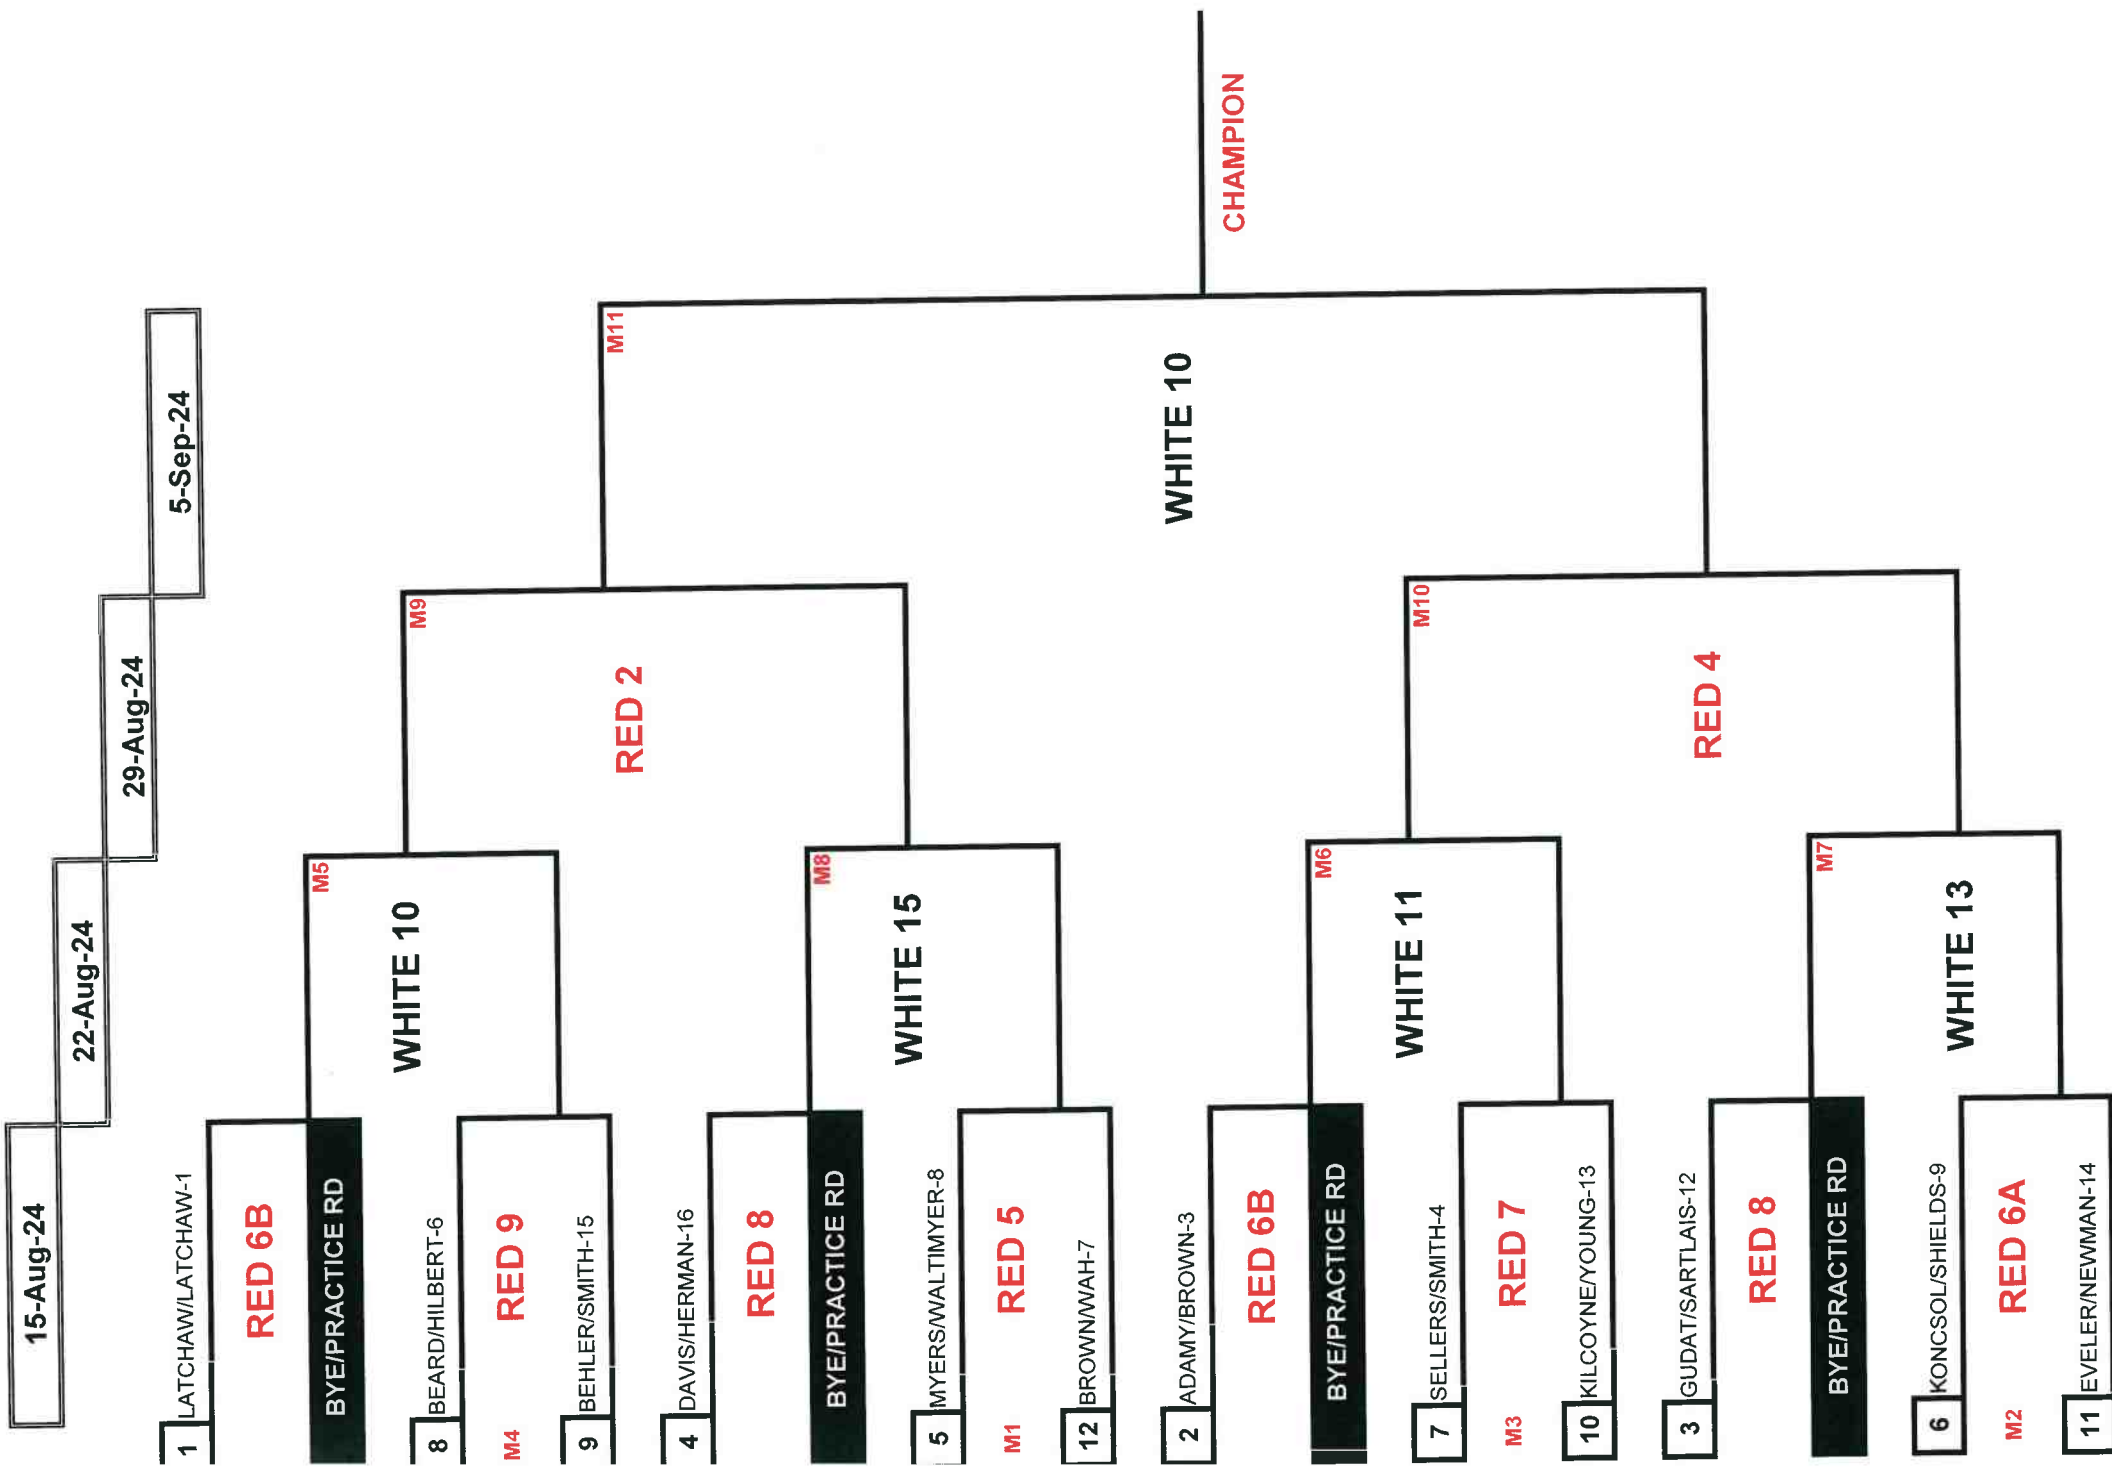 15-Aug-24
22-Aug-24
29-Aug-24
5-Sep-24
1 LATCHAW/LATCHAW-1
RED 6B
BYE/PRACTICE RD
M5
WHITE 10
8 BEARD/HILBERT-6
M4 RED 9
9 BEHLER/SMITH-15
M9
RED 2
4 DAVIS/HERMAN-16
RED 8
BYE/PRACTICE RD
M8
WHITE 15
5 MYERS/WALTIMYER-8
M1 RED 5
12 BROWN/WAH-7
M11
WHITE 10
CHAMPION
2 ADAMY/BROWN-3
RED 6B
BYE/PRACTICE RD
M6
WHITE 11
7 SELLERS/SMITH-4
M3 RED 7
10 KILCOYNE/YOUNG-13
M10
RED 4
3 GUDAT/SARTLAIS-12
RED 8
BYE/PRACTICE RD
M7
WHITE 13
6 KONCSOL/SHIELDS-9
M2 RED 6A
11 EVELER/NEWMAN-14